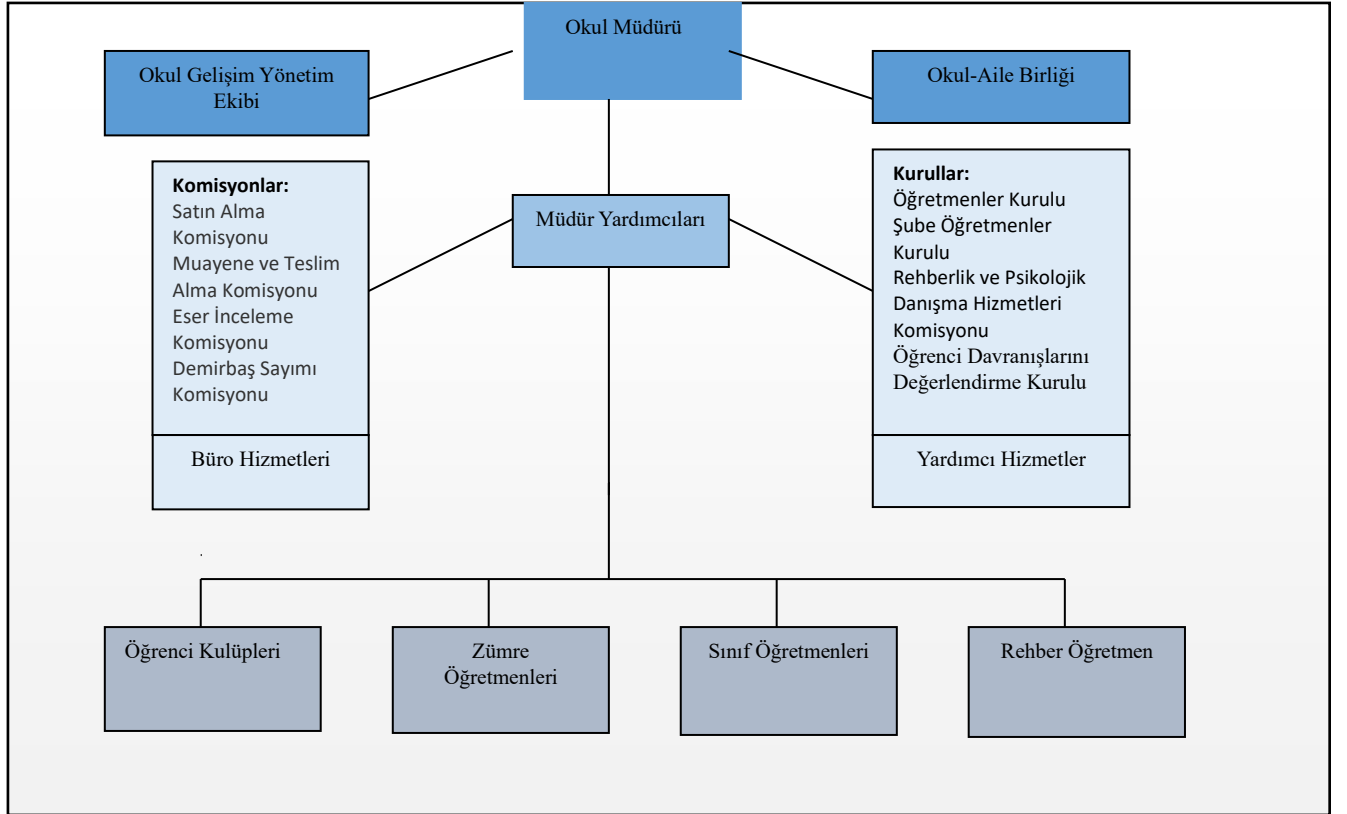 Okul Müdürü
Okul Gelişim Yönetim
Ekibi
Okul-Aile Birliği
Komisyonlar:
Satın Alma
Komisyonu
Muayene ve Teslim
Alma Komisyonu
Eser İnceleme
Komisyonu
Demirbaş Sayımı
Komisyonu
Müdür Yardımcıları
Kurullar:
Öğretmenler Kurulu
Şube Öğretmenler
Kurulu
Rehberlik ve Psikolojik
Danışma Hizmetleri
Komisyonu
Öğrenci Davranışlarını
Değerlendirme Kurulu
Büro Hizmetleri
Yardımcı Hizmetler
Öğrenci Kulüpleri
Zümre
Öğretmenleri
Sınıf Öğretmenleri
Rehber Öğretmen